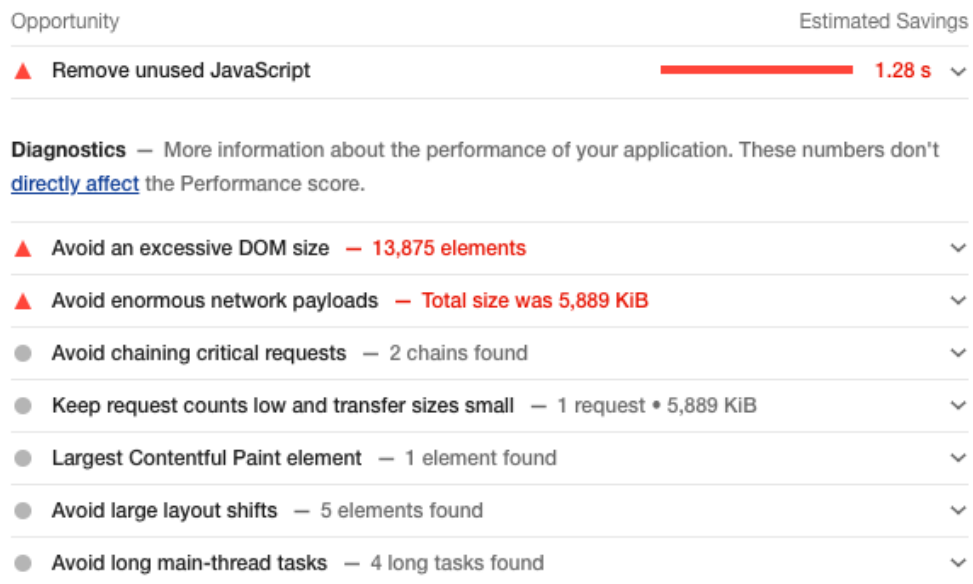 Opportunity Estimated Savings
Remove unused JavaScript 1.28 s
Diagnostics — More information about the performance of your application. These numbers don't
directly affect the Performance score.
Avoid an excessive DOM size — 13,875 elements
Avoid enormous network payloads — Total size was 5,889 KiB
Avoid chaining critical requests — 2 chains found
Keep request counts low and transfer sizes small — 1 request • 5,889 KiB
Largest Contentful Paint element — 1 element found
Avoid large layout shifts — 5 elements found
Avoid long main-thread tasks — 4 long tasks found